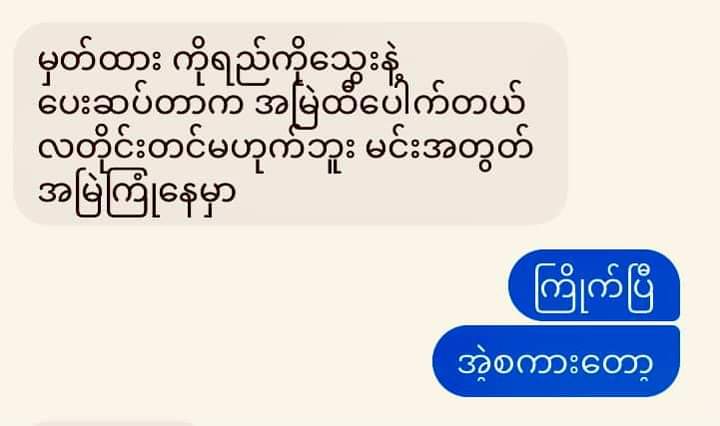 မှတ်ထား ကိုရည်ကိုသွေးနဲ့
ပေးဆပ်တာက အမြဲထီပေါက်တယ်
လတိုင်းတင်မဟုက်ဘူး မင်းအတွတ်
အမြဲကြုံနေမှာ
ကြိုက်ပြီ
အဲ့စကားတော့